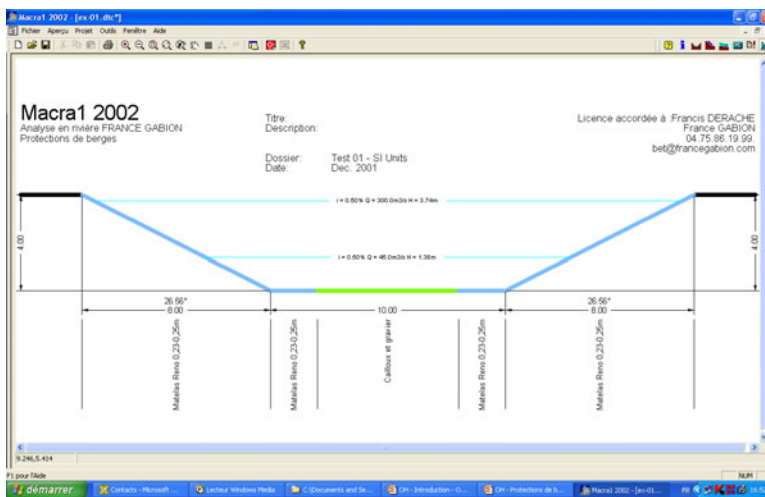 Macra1 2002 - [ex-01.dtc*]
Fichier Aperçu Projet Outils Fenêtre Aide
Macra1 2002
Analyse en rivière FRANCE GABION
Protections de berges
Titre:
Description:
Dossier: Test 01 - SI Units
Date: Dec. 2001
Licence accordée à :Francis DERACHE
France GABION
04.75.86.19.99.
bet@francegabion.com
i = 0.50% Q = 300.0m3/s H = 3.74m
i = 0.50% Q = 45.0m3/s H = 1.38m
4.00
4.00
26.56°
8.00
10.00
26.56°
8.00
Matelas Reno 0,23-0,25m
Matelas Reno 0,23-0,25m
Cailloux et gravier
Matelas Reno 0,23-0,25m
Matelas Reno 0,23-0,25m
9.246,5.414
F1 pour l'Aide
NUM
démarrer
Contacts - Microsoft ...
Lecteur Windows Media
C:\Documents and Se...
OH - Introduction - O...
OH - Protections de b...
Macra1 2002 - [ex-01...
FR